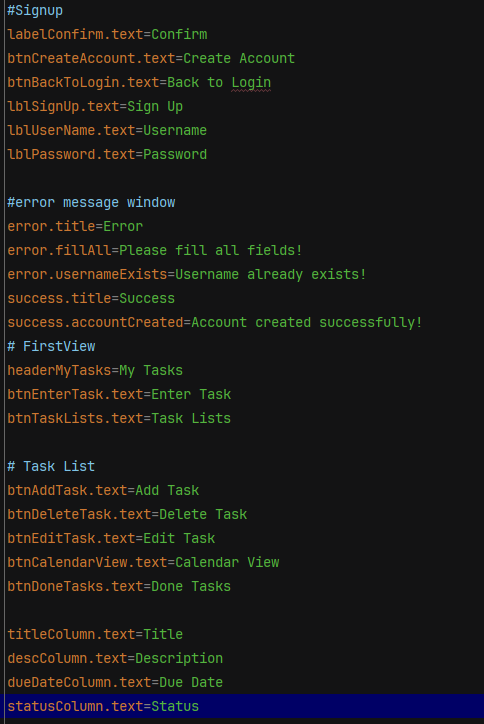 #Signup
labelConfirm.text=Confirm
btnCreateAccount.text=Create Account
btnBackToLogin.text=Back to Login
lblSignUp.text=Sign Up
lblUserName.text=Username
lblPassword.text=Password
#error message window
error.title=Error
error.fillAll=Please fill all fields!
error.usernameExists=Username already exists!
success.title=Success
success.accountCreated=Account created successfully!
# FirstView
headerMyTasks=My Tasks
btnEnterTask.text=Enter Task
btnTaskLists.text=Task Lists
# Task List
btnAddTask.text=Add Task
btnDeleteTask.text=Delete Task
btnEditTask.text=Edit Task
btnCalendarView.text=Calendar View
btnDoneTasks.text=Done Tasks
titleColumn.text=Title
descColumn.text=Description
dueDateColumn.text=Due Date
statusColumn.text=Status